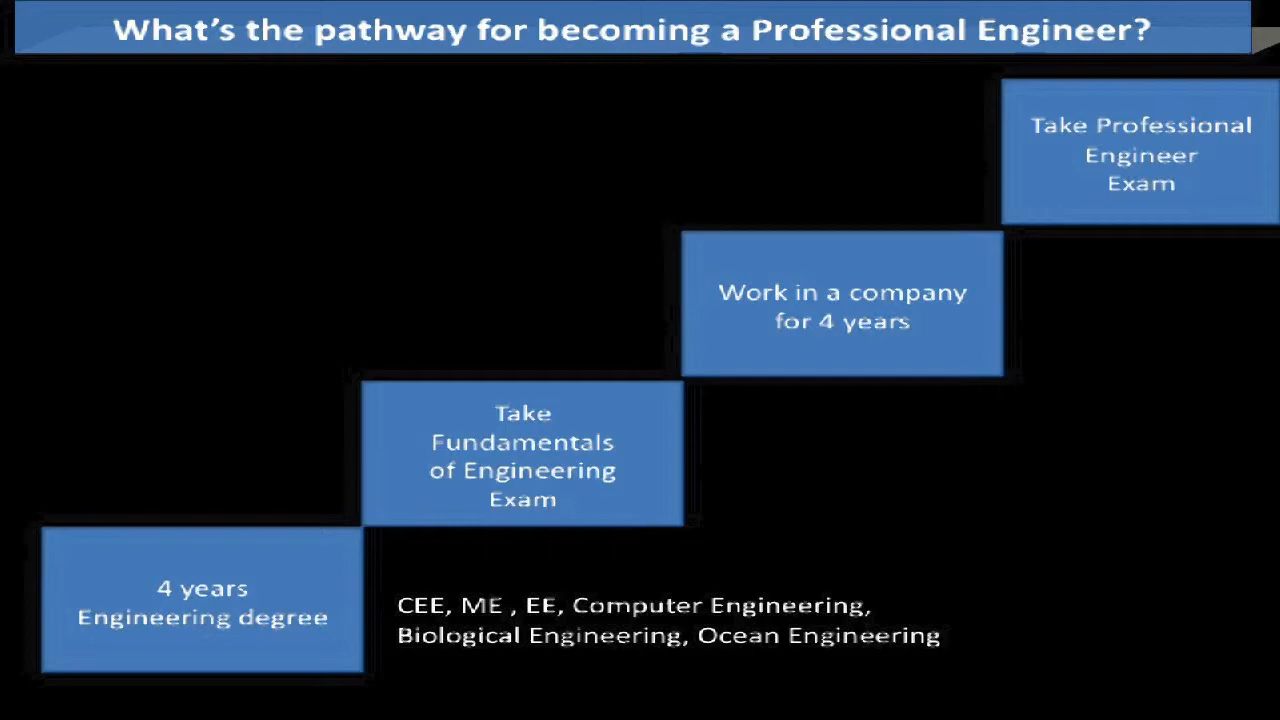 What's the pathway for becoming a Professional Engineer?
Take Professional
Engineer
Exam
Work in a company
for 4 years
Take
Fundamentals
of Engineering
Exam
4 years
Engineering degree
CEE, ME , EE, Computer Engineering,
Biological Engineering, Ocean Engineering